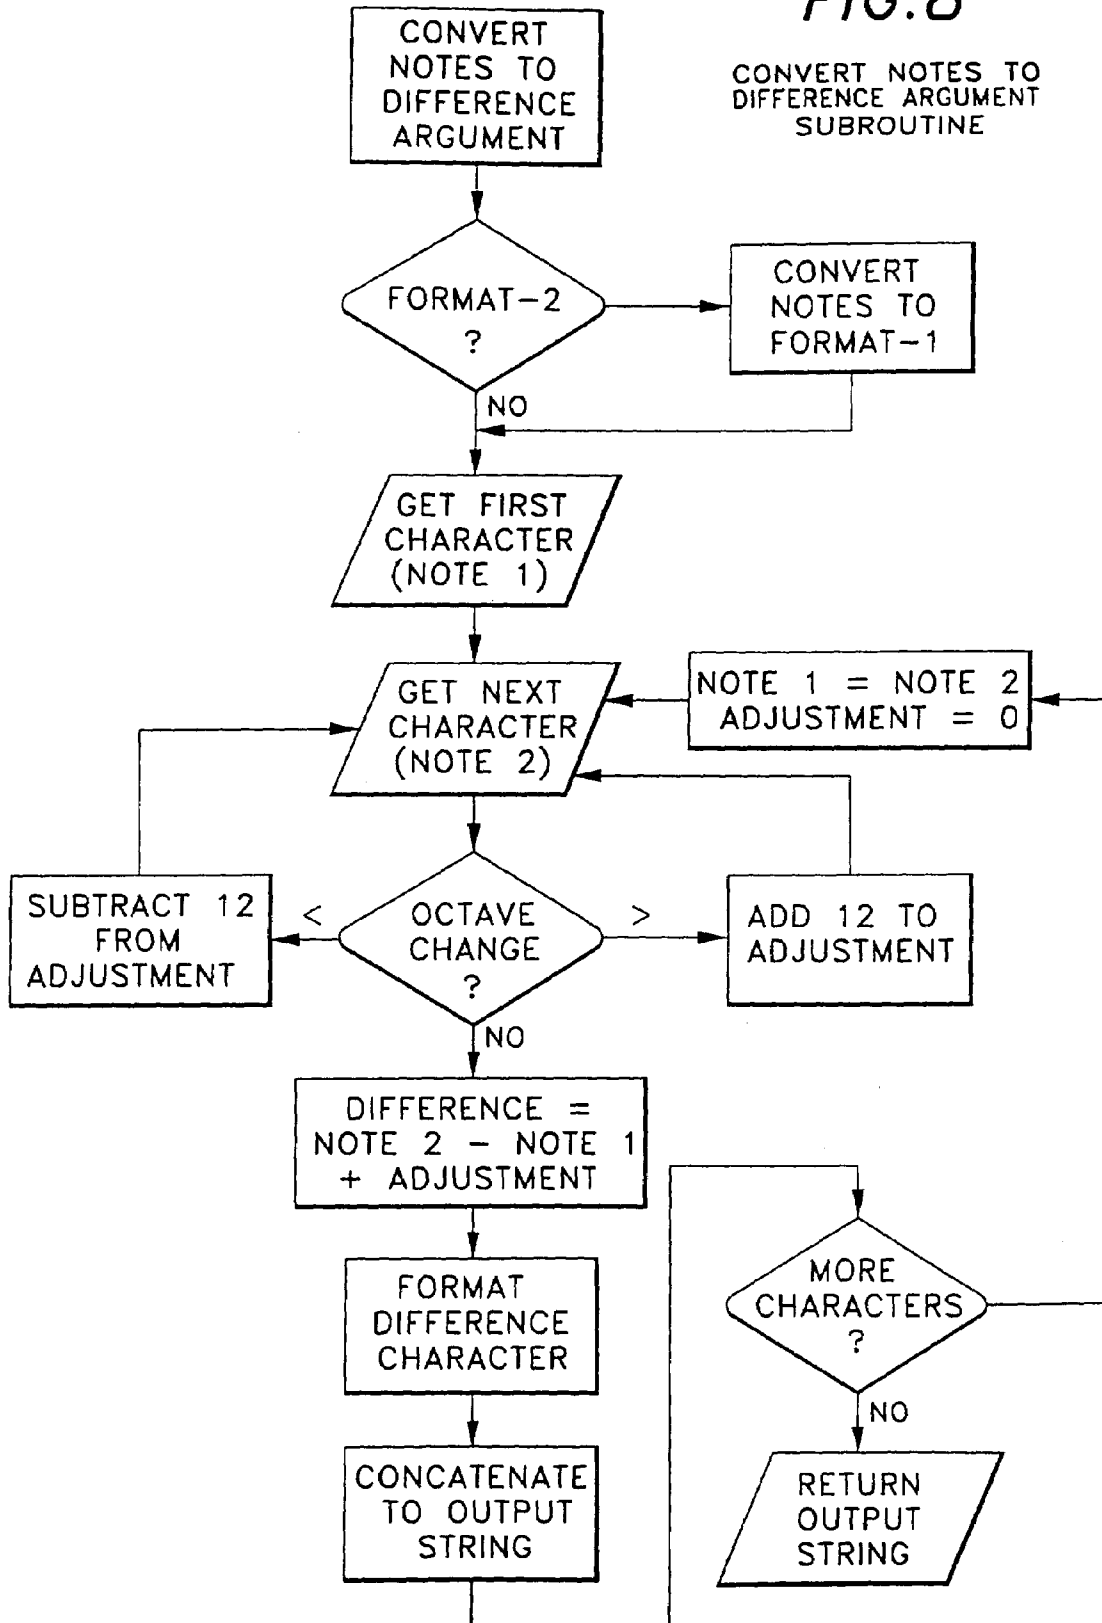 CONVERT
NOTES TO
DIFFERENCE
ARGUMENT
CONVERT NOTES TO
DIFFERENCE ARGUMENT
SUBROUTINE
FORMAT-2
?
NO
CONVERT
NOTES TO
FORMAT-1
GET FIRST
CHARACTER
(NOTE 1)
GET NEXT
CHARACTER
(NOTE 2)
NOTE 1 = NOTE 2
ADJUSTMENT = 0
SUBTRACT 12
FROM
ADJUSTMENT
<
OCTAVE
CHANGE
?
>
ADD 12 TO
ADJUSTMENT
NO
DIFFERENCE =
NOTE 2 - NOTE 1
+ ADJUSTMENT
FORMAT
DIFFERENCE
CHARACTER
CONCATENATE
TO OUTPUT
STRING
MORE
CHARACTERS
?
NO
RETURN
OUTPUT
STRING